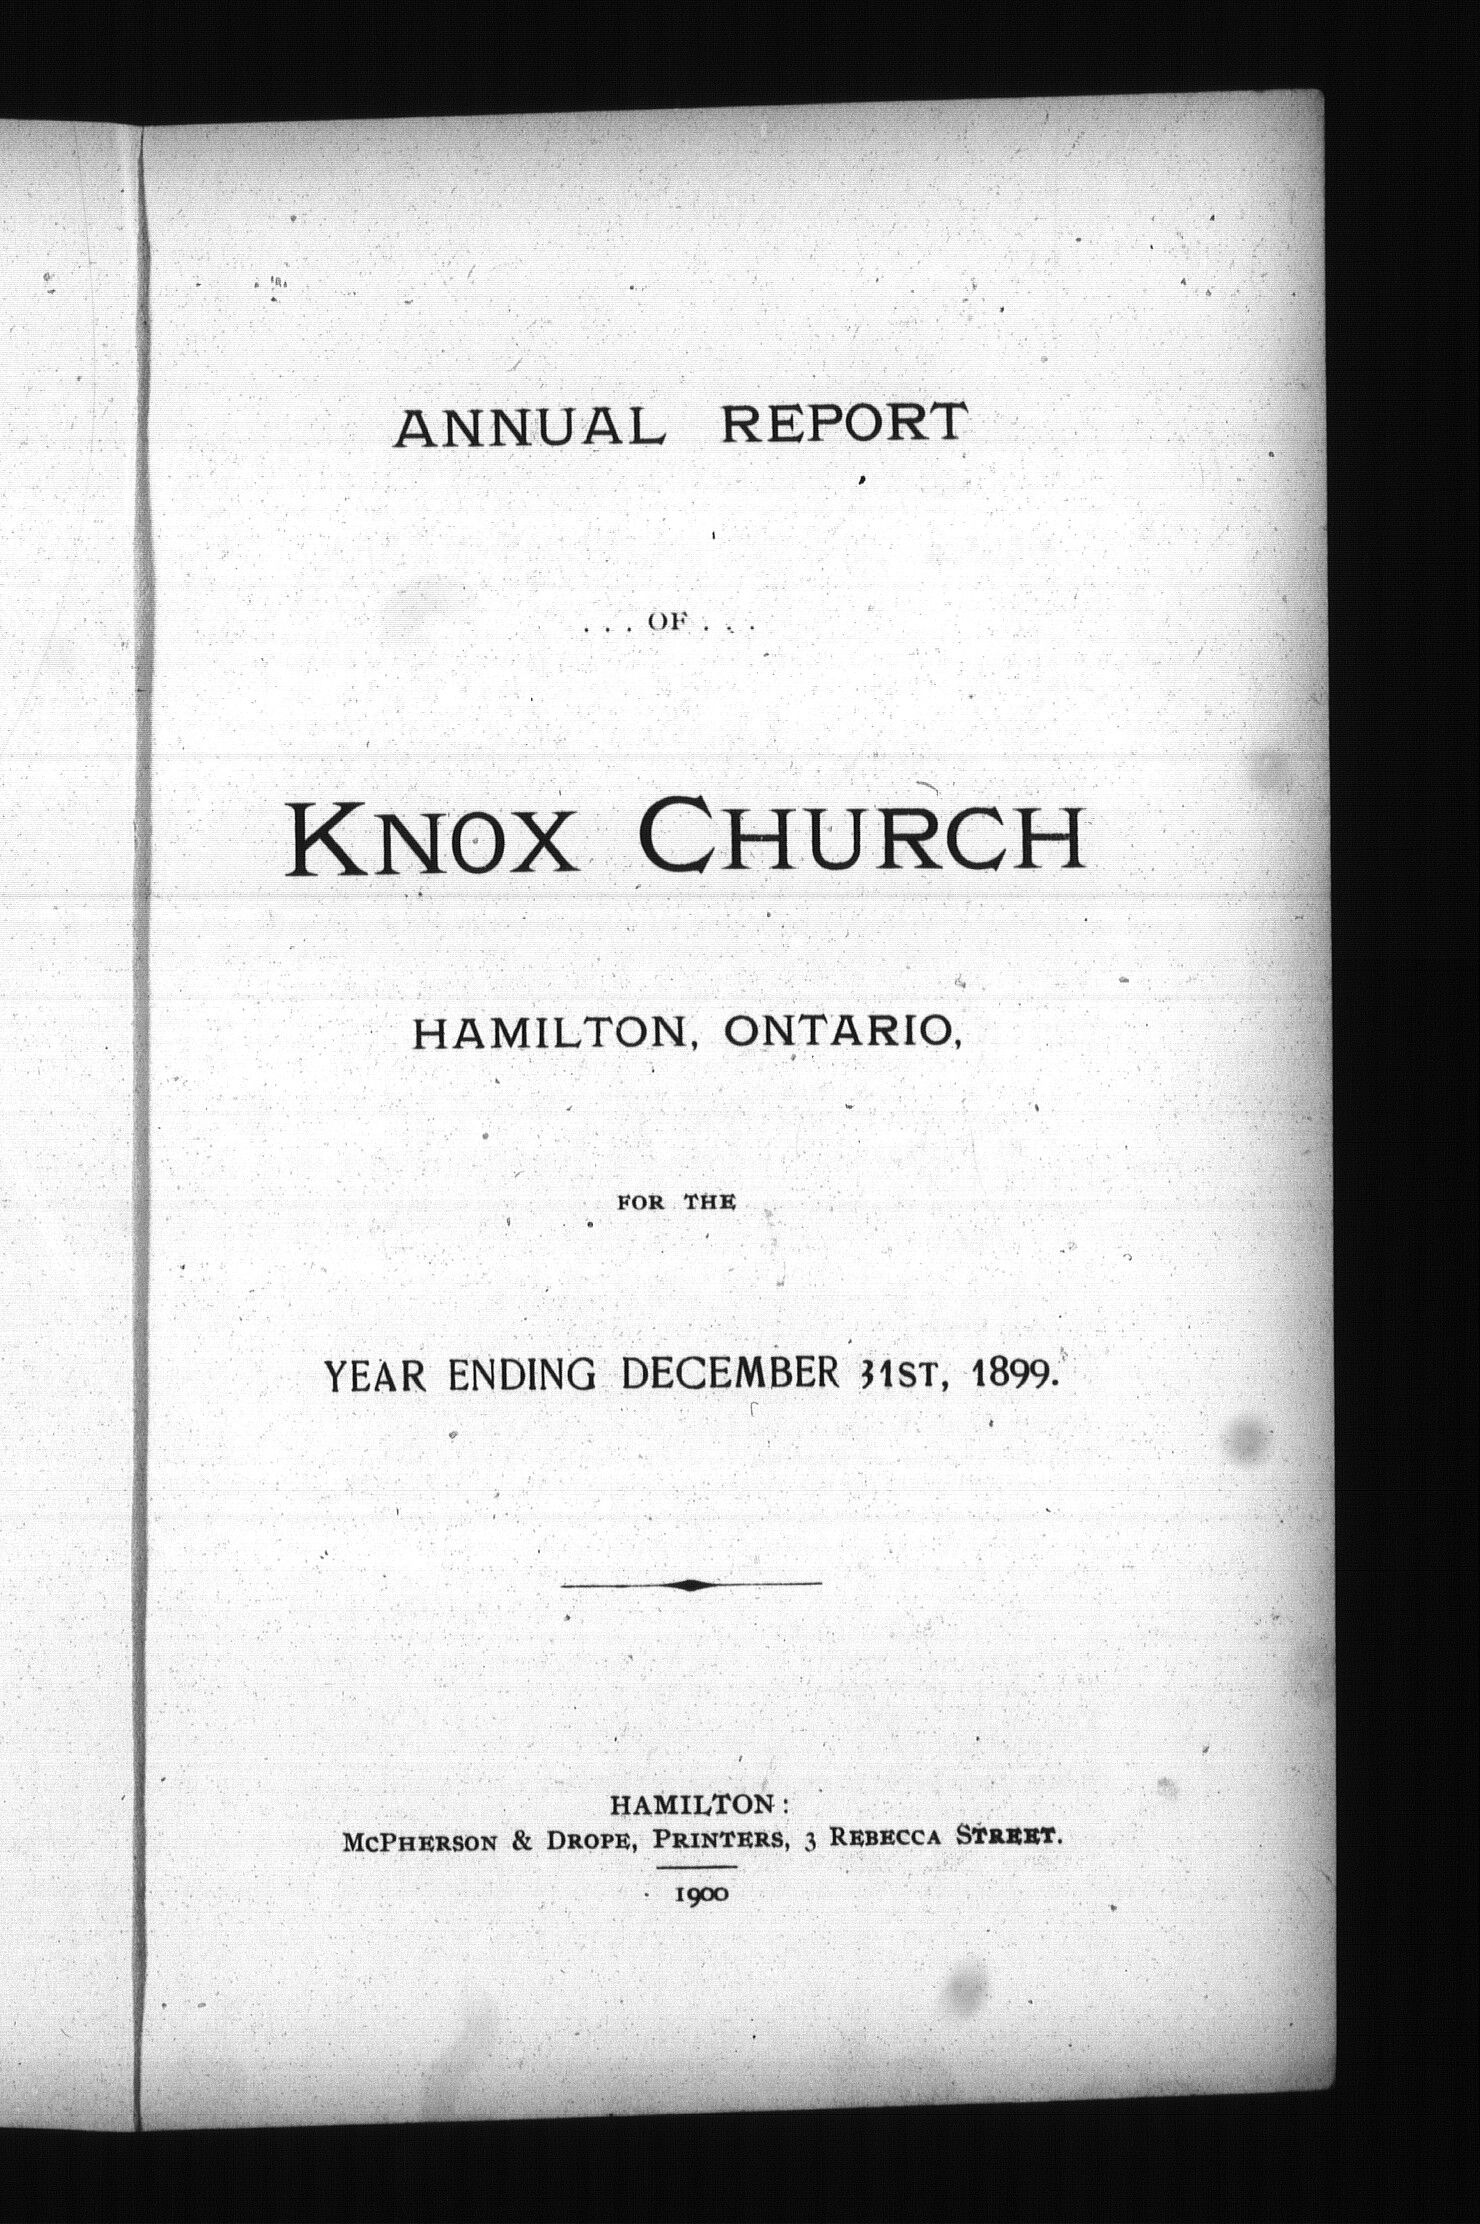 ANNUAL REPORT
... OF ...
KNOX CHURCH
HAMILTON, ONTARIO,
FOR THE
YEAR ENDING DECEMBER 31ST, 1899.
HAMILTON:
MCPHERSON & DROPE, PRINTERS, 3 REBECCA STREET.
1900